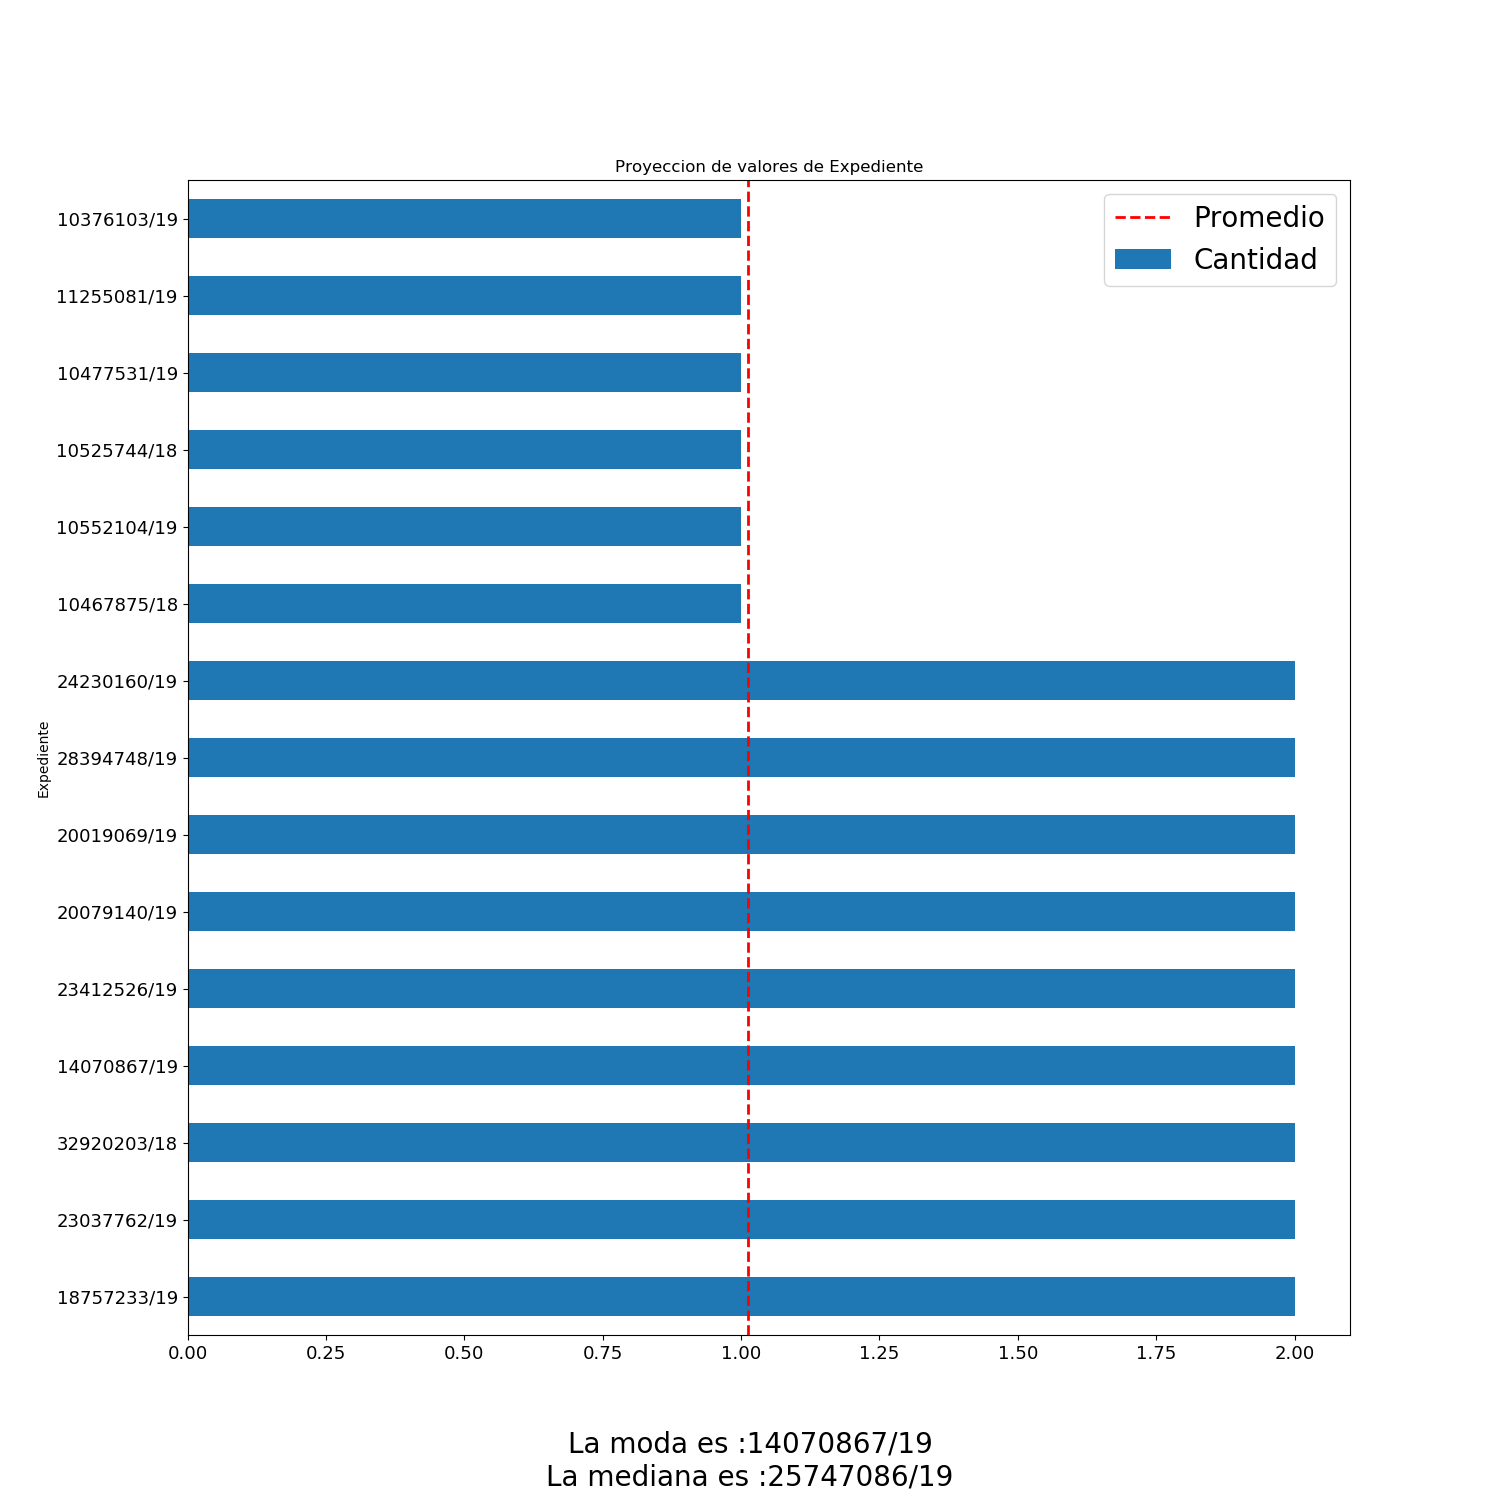 Proyeccion de valores de Expediente
Promedio
Cantidad
10376103/19
11255081/19
10477531/19
10525744/18
10552104/19
10467875/18
24230160/19
28394748/19
20019069/19
20079140/19
23412526/19
14070867/19
32920203/18
23037762/19
18757233/19
Expediente
0.00 0.25 0.50 0.75 1.00 1.25 1.50 1.75 2.00
La moda es :14070867/19
La mediana es :25747086/19